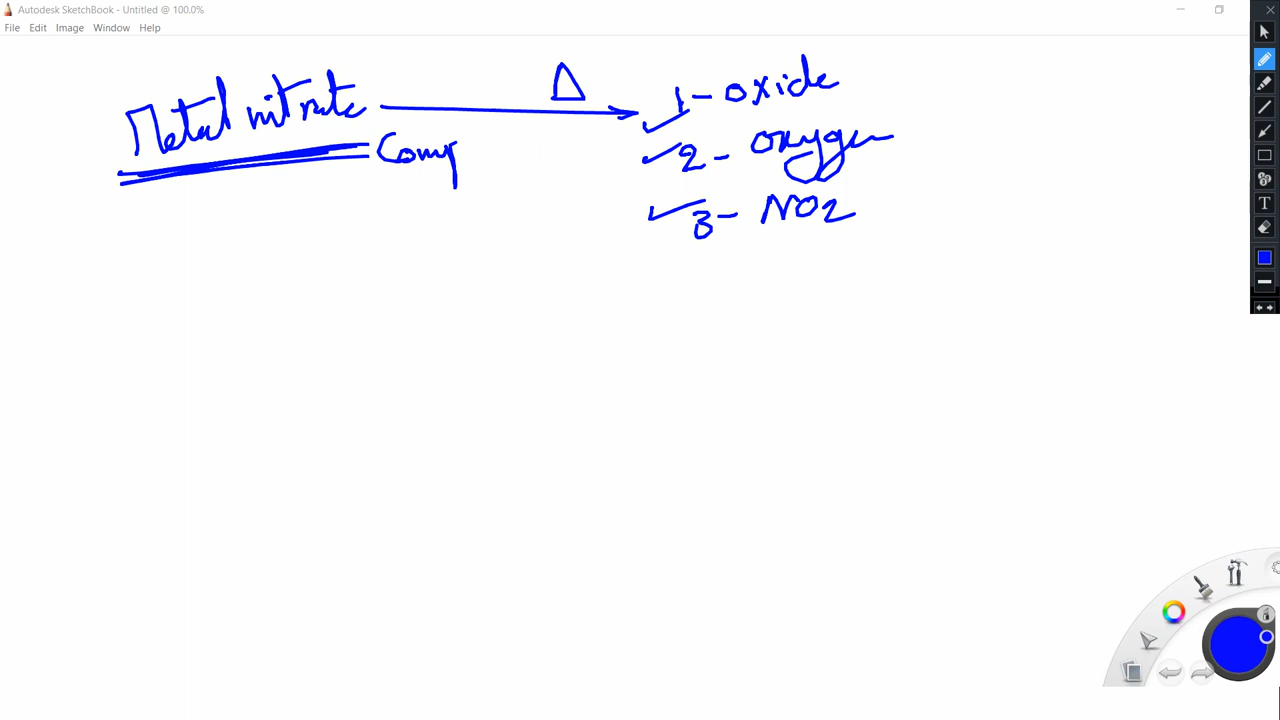 Autodesk SketchBook - Untitled @ 100.0%
File Edit Image Window Help
Metal nitrate Δ 1- oxide
Comp 2- oxygen
3- NO2